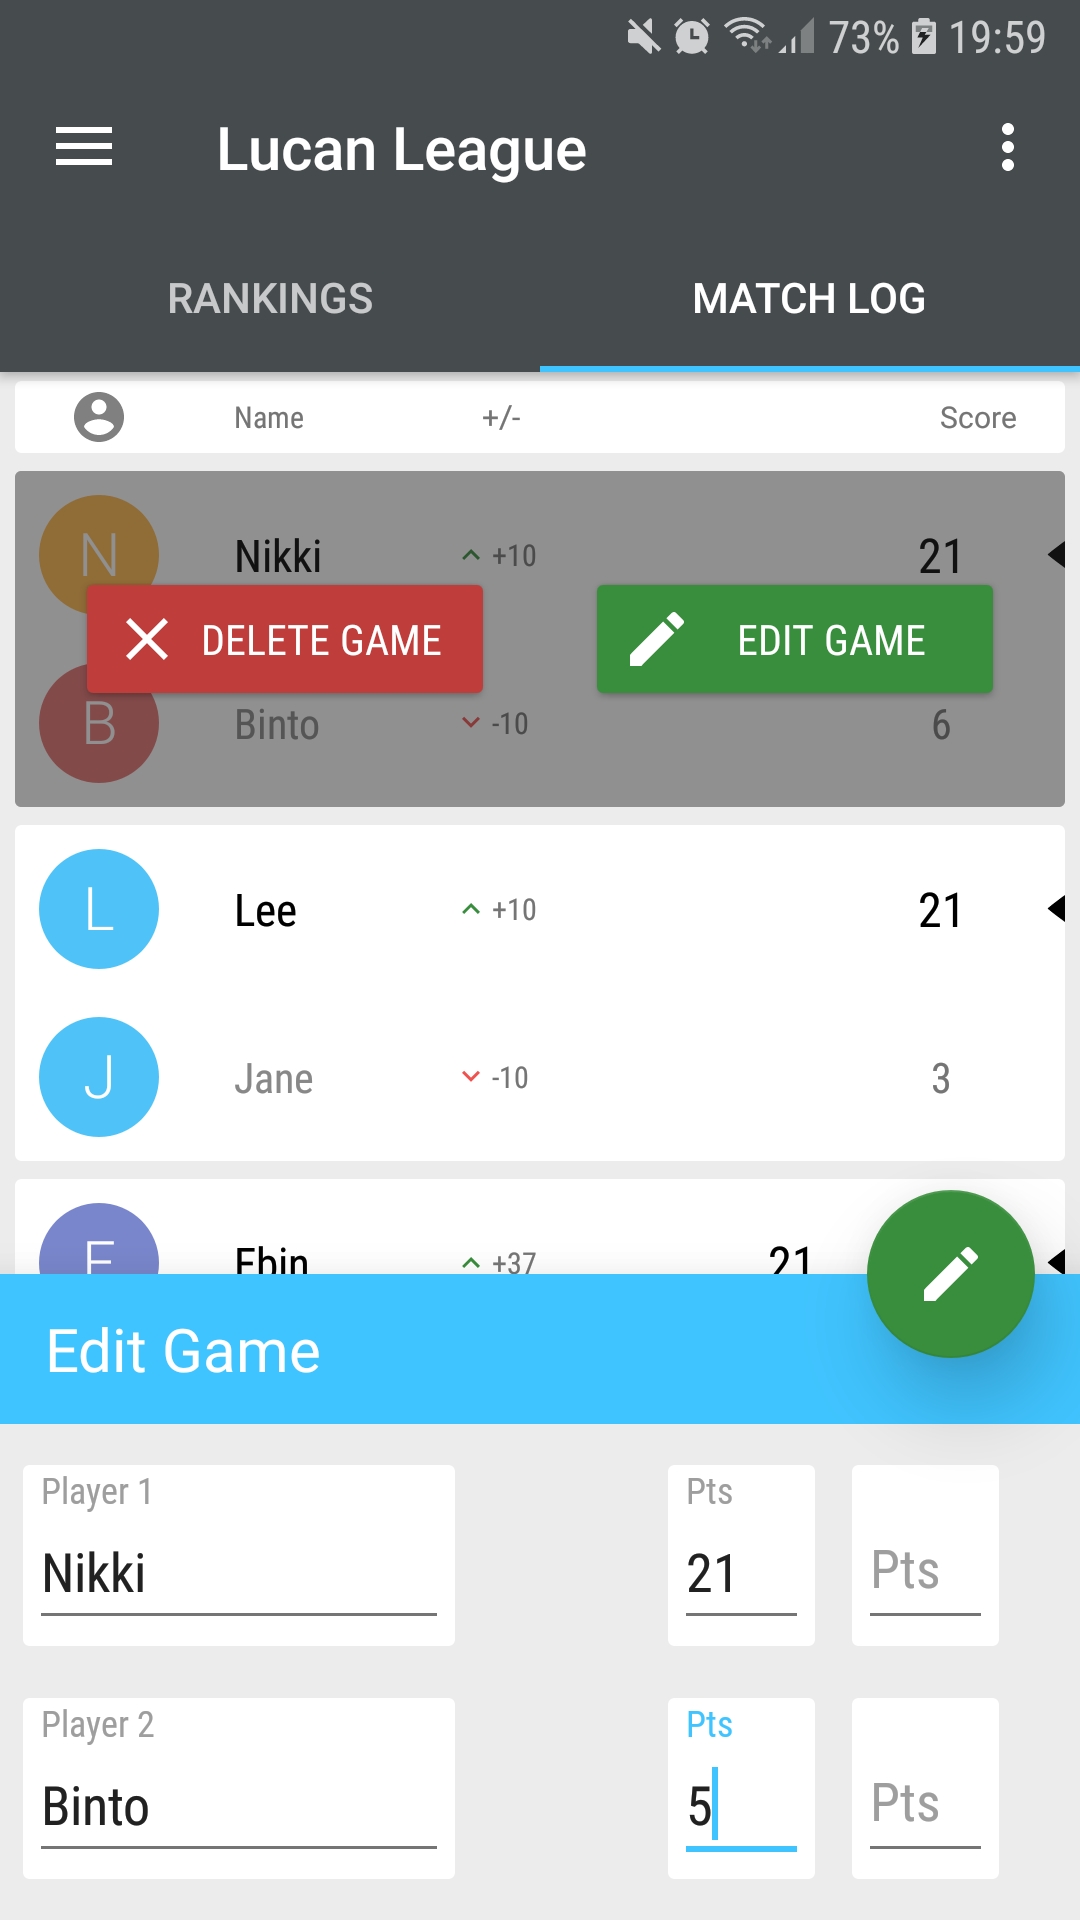 73% 19:59
Lucan League
RANKINGS MATCH LOG
Name +/- Score
N Nikki +10 21
DELETE GAME EDIT GAME
B Binto -10 6
L Lee +10 21
J Jane -10 3
E Ebin +37 21
Edit Game
Player 1 Pts
Nikki 21 Pts
Player 2 Pts
Binto 5 Pts